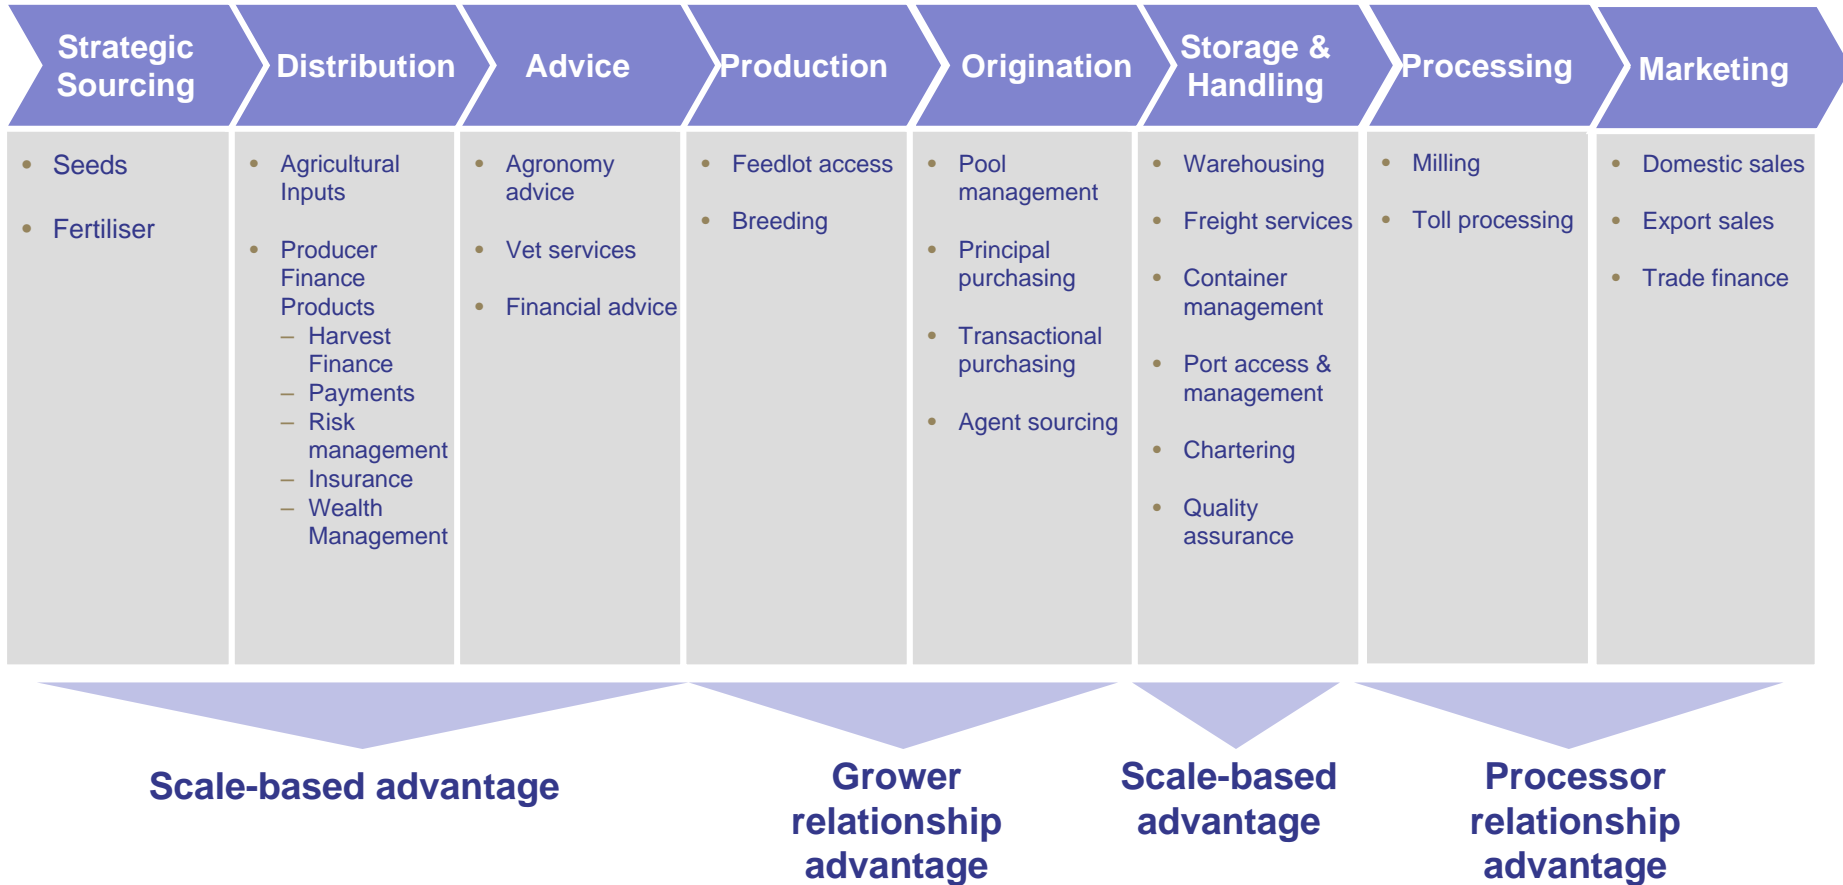 Strategic
Sourcing
Distribution
Advice
Production
Origination
Storage &
Handling
Processing
Marketing
• Seeds
• Fertiliser
• Agricultural
Inputs
• Producer
Finance
Products
– Harvest
Finance
– Payments
– Risk
management
– Insurance
– Wealth
Management
• Agronomy
advice
• Vet services
• Financial advice
• Feedlot access
• Breeding
• Pool
management
• Principal
purchasing
• Transactional
purchasing
• Agent sourcing
• Warehousing
• Freight services
• Container
management
• Port access &
management
• Chartering
• Quality
assurance
• Milling
• Toll processing
• Domestic sales
• Export sales
• Trade finance
Scale-based advantage
Grower
relationship
advantage
Scale-based
advantage
Processor
relationship
advantage